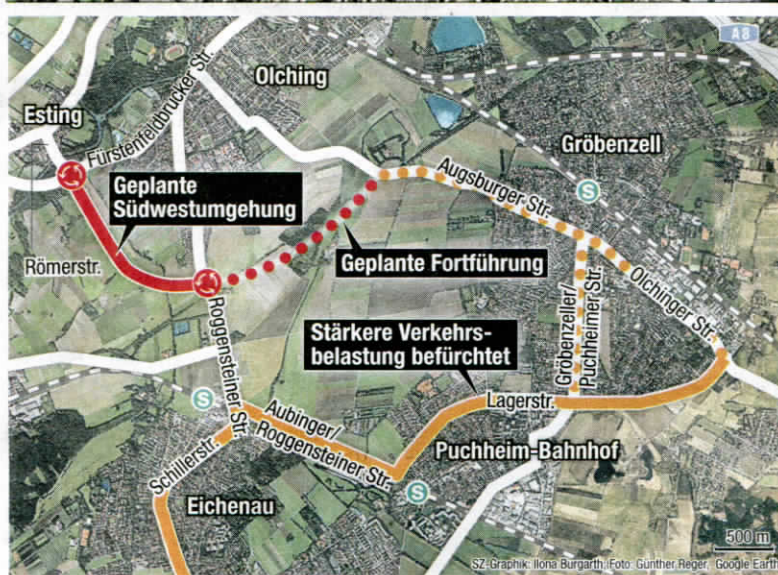 A8
Olching
Esting
Fürstenfeldbrucker Str.
Gröbenzell
S
Augsburger Str.
Geplante
Südwestumgehung
Römerstr.
Geplante Fortführung
Olchinger Str.
Gröbenzeller/
Puchheimer Str.
Roggensteiner Str.
Stärkere Verkehrs-
belastung befürchtet
S
Lagerstr.
Aubinger/
Roggensteiner Str.
Schillerstr.
Puchheim-Bahnhof
S
Eichenau
500 m
SZ-Graphik: Ilona Burgarth; Foto: Günther Reger, Google Earth